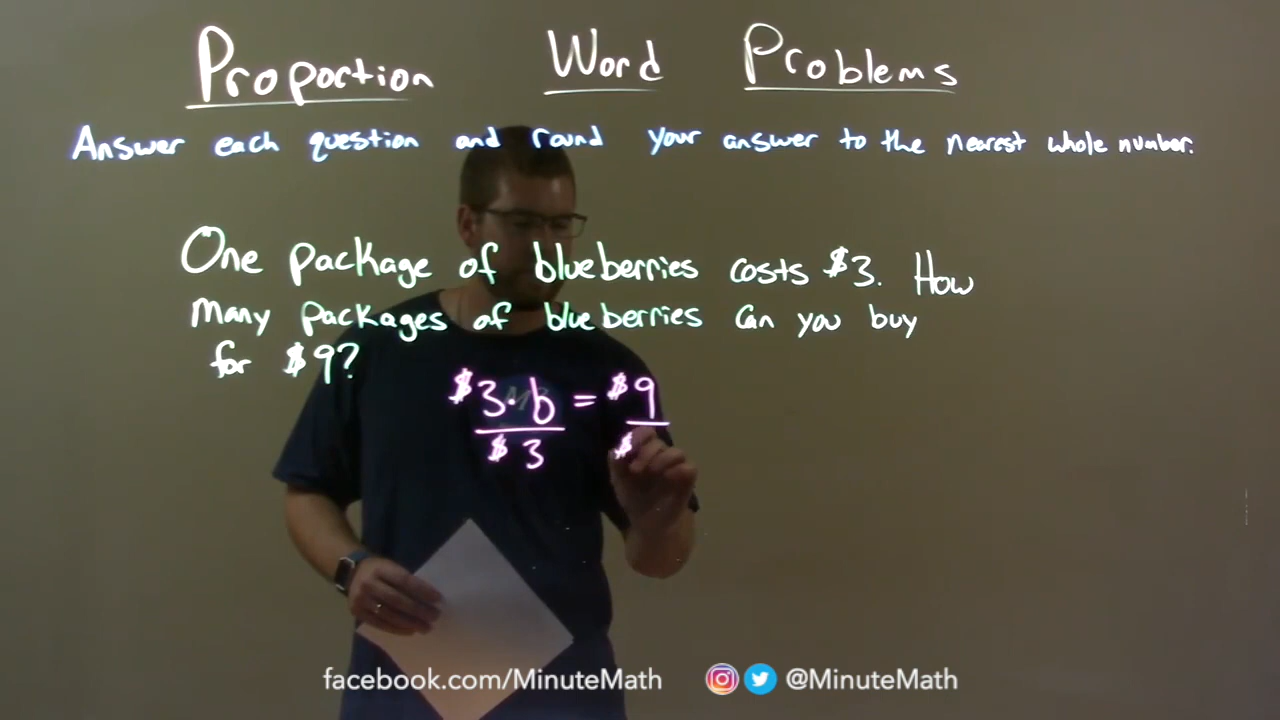 Proportion Word Problems
Answer each question and round your answer to the nearest whole number.
One package of blueberries costs $3. How
Many packages of blueberries can you buy
for $9?
$3·b = $9
$3 $
facebook.com/MinuteMath @MinuteMath